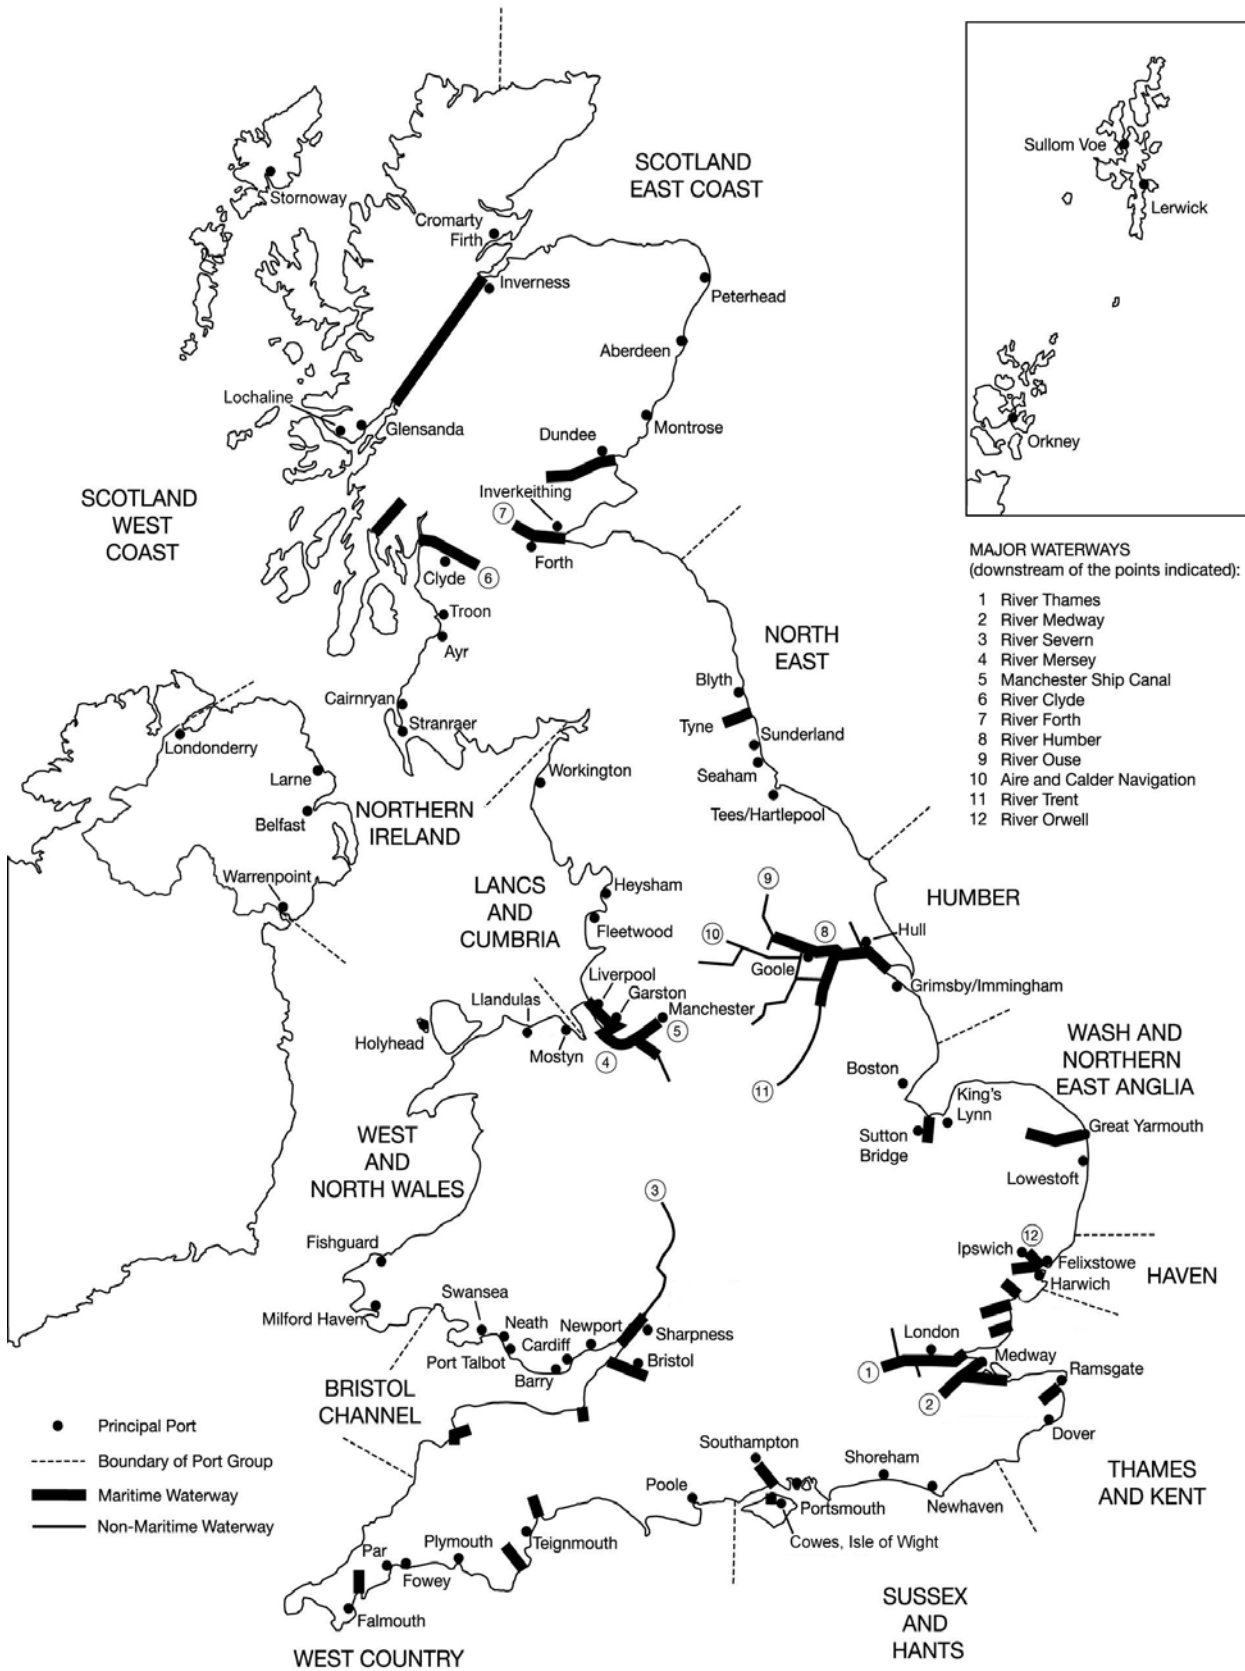 SCOTLAND
EAST COAST
Stornoway
Cromarty
Firth
Inverness
Peterhead
Aberdeen
Lochaline
Glensanda
Montrose
Dundee
Inverkeithing
7
Forth
SCOTLAND
WEST
COAST
Clyde
6
Troon
Ayr
Cairnryan
Stranraer
Sullom Voe
Lerwick
Orkney
MAJOR WATERWAYS
(downstream of the points indicated):
1 River Thames
2 River Medway
3 River Severn
4 River Mersey
5 Manchester Ship Canal
6 River Clyde
7 River Forth
8 River Humber
9 River Ouse
10 Aire and Calder Navigation
11 River Trent
12 River Orwell
NORTH
EAST
Blyth
Tyne
Sunderland
Seaham
Tees/Hartlepool
Londonderry
Larne
Belfast
Warrenpoint
NORTHERN
IRELAND
Workington
LANCS
AND
CUMBRIA
Heysham
Fleetwood
HUMBER
9
10
8
Hull
Goole
Grimsby/Immingham
11
Liverpool
Garston
Manchester
5
4
Llandulas
Mostyn
Holyhead
WEST
AND
NORTH WALES
WASH AND
NORTHERN
EAST ANGLIA
Boston
King's
Lynn
Sutton
Bridge
Great Yarmouth
Lowestoft
3
Fishguard
Milford Haven
Swansea
Neath
Port Talbot
Cardiff
Barry
Newport
Sharpness
Bristol
BRISTOL
CHANNEL
12
Ipswich
Felixstowe
Harwich
HAVEN
London
Medway
1
2
Ramsgate
Dover
THAMES
AND KENT
Southampton
Shoreham
Poole
Portsmouth
Newhaven
Cowes, Isle of Wight
SUSSEX
AND
HANTS
Plymouth
Teignmouth
Par
Fowey
Falmouth
WEST COUNTRY
Principal Port
Boundary of Port Group
Maritime Waterway
Non-Maritime Waterway